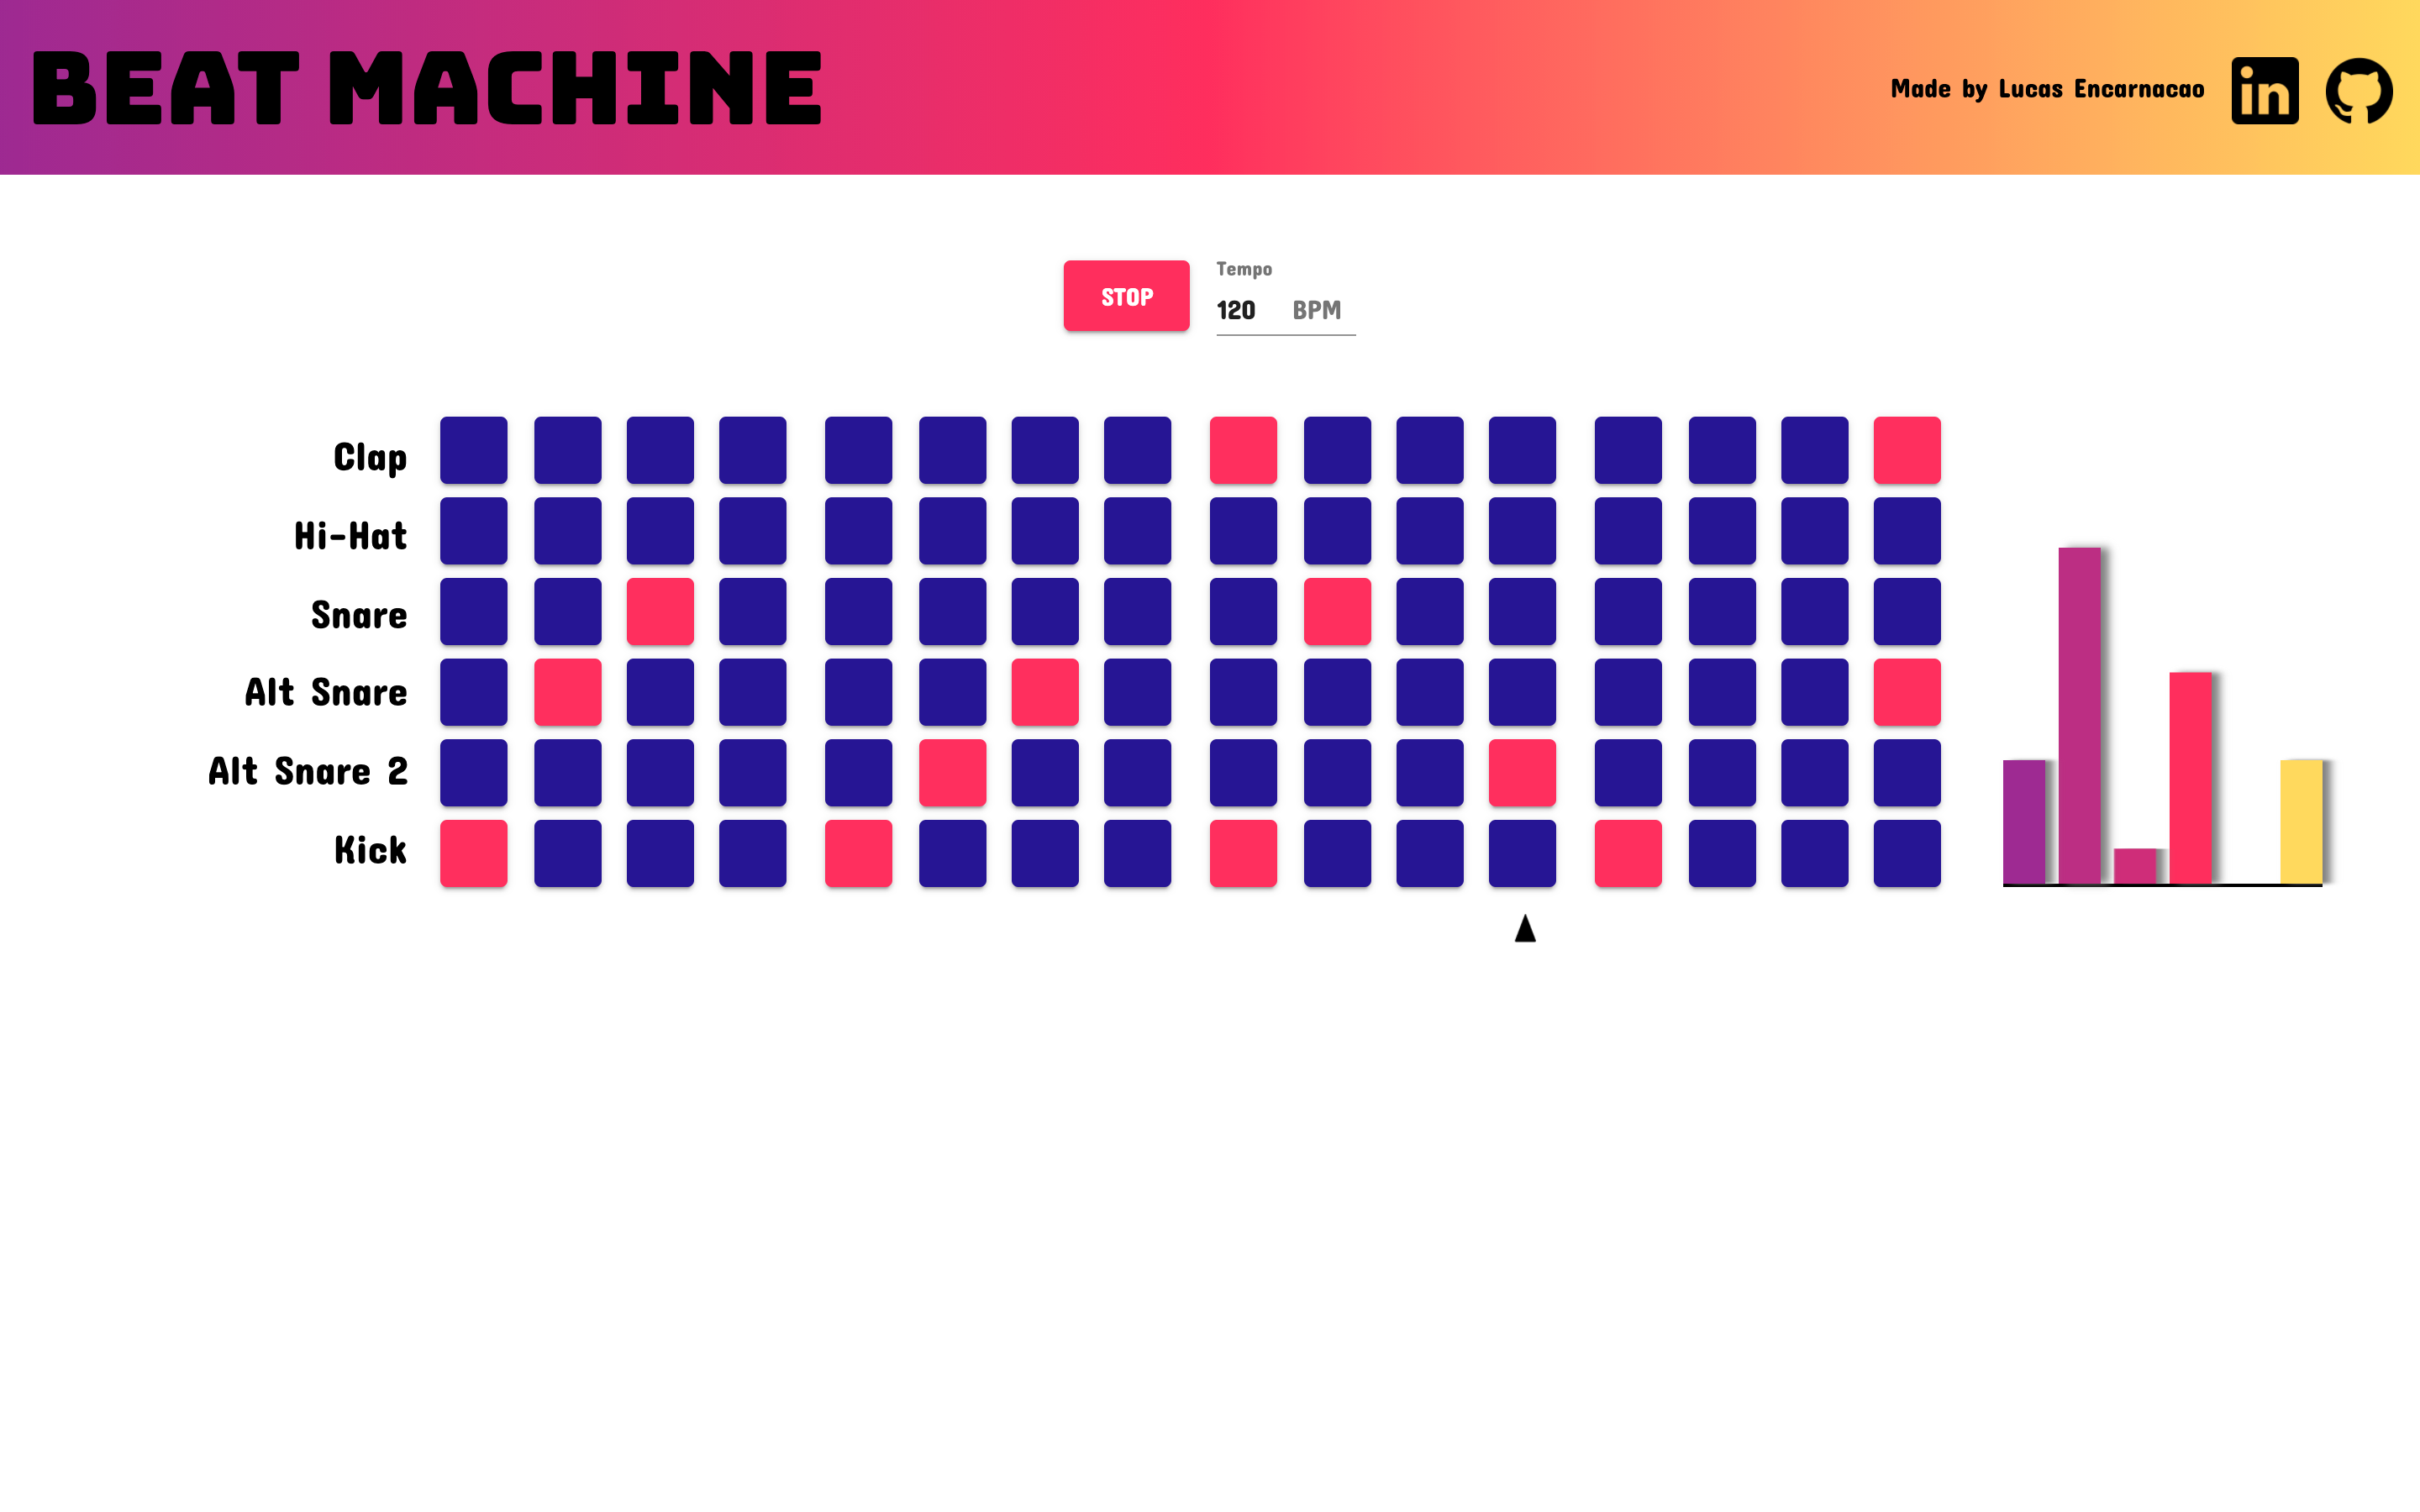 BEAT MACHINE
Made by Lucas Encarnacao
in
STOP
Tempo
120 BPM
Clap
Hi-Hat
Snare
Alt Snare
Alt Snare 2
Kick